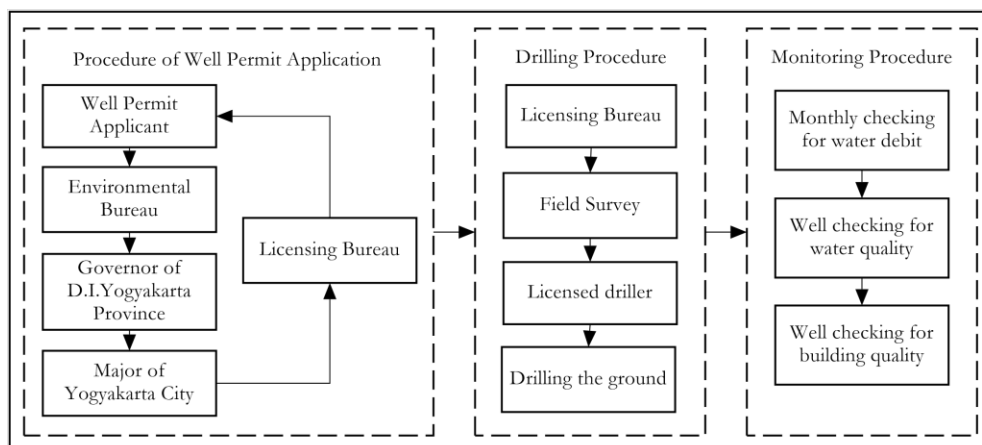 Procedure of Well Permit Application
Well Permit
Applicant
Environmental
Bureau
Governor of
D.I.Yogyakarta
Province
Major of
Yogyakarta City
Licensing Bureau
Drilling Procedure
Licensing Bureau
Field Survey
Licensed driller
Drilling the ground
Monitoring Procedure
Monthly checking
for water debit
Well checking for
water quality
Well checking for
building quality